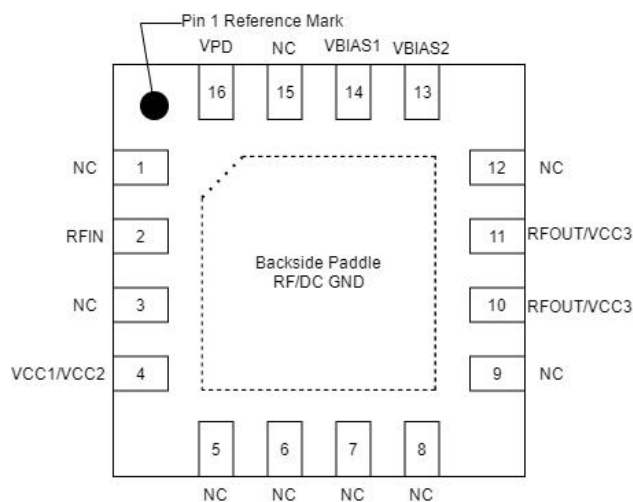 Pin 1 Reference Mark
VPD
NC
VBIAS1
VBIAS2
16
15
14
13
NC
1
12
NC
RFIN
2
11
RFOUT/VCC3
Backside Paddle
RF/DC GND
NC
3
10
RFOUT/VCC3
VCC1/VCC2
4
9
NC
5
6
7
8
NC
NC
NC
NC